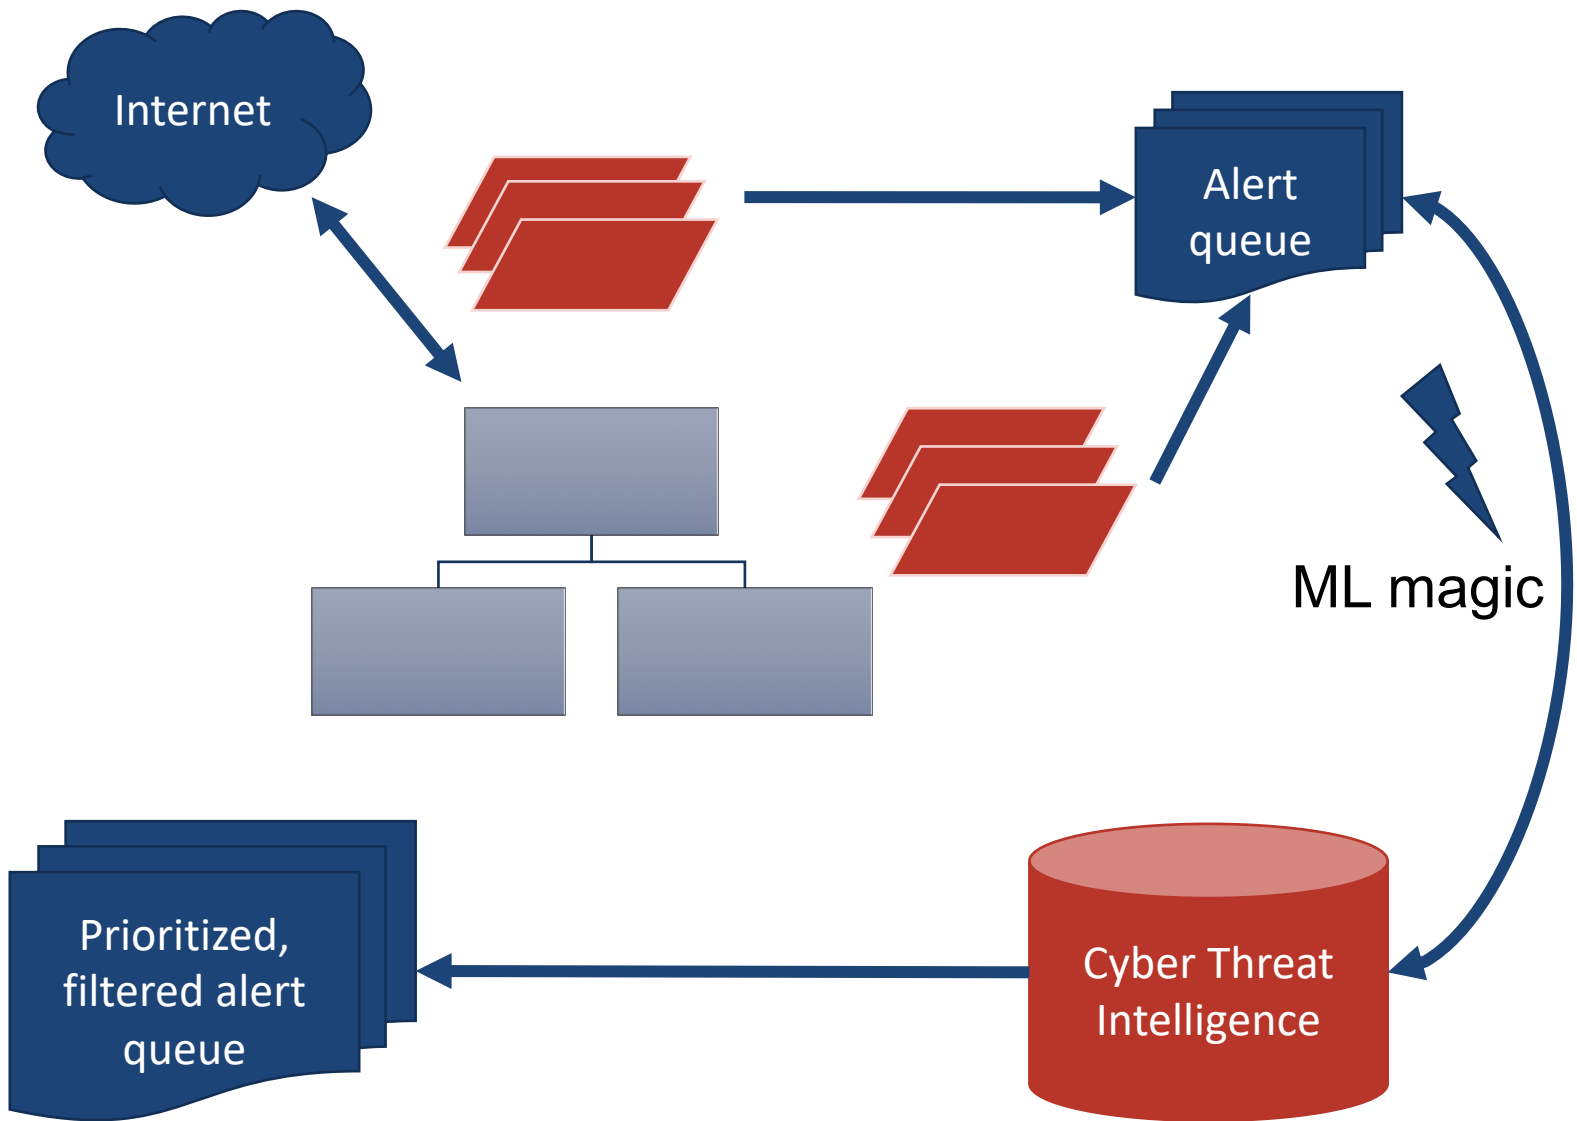 Internet
Alert
queue
ML magic
Prioritized,
filtered alert
queue
Cyber Threat
Intelligence